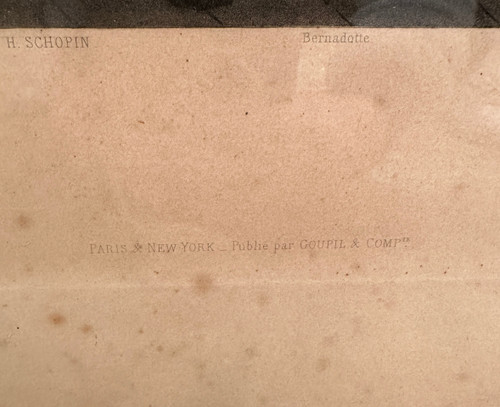 H. SCHOPIN
Bernadotte
PARIS & NEW YORK _ Publié par GOUPIL & COMPie